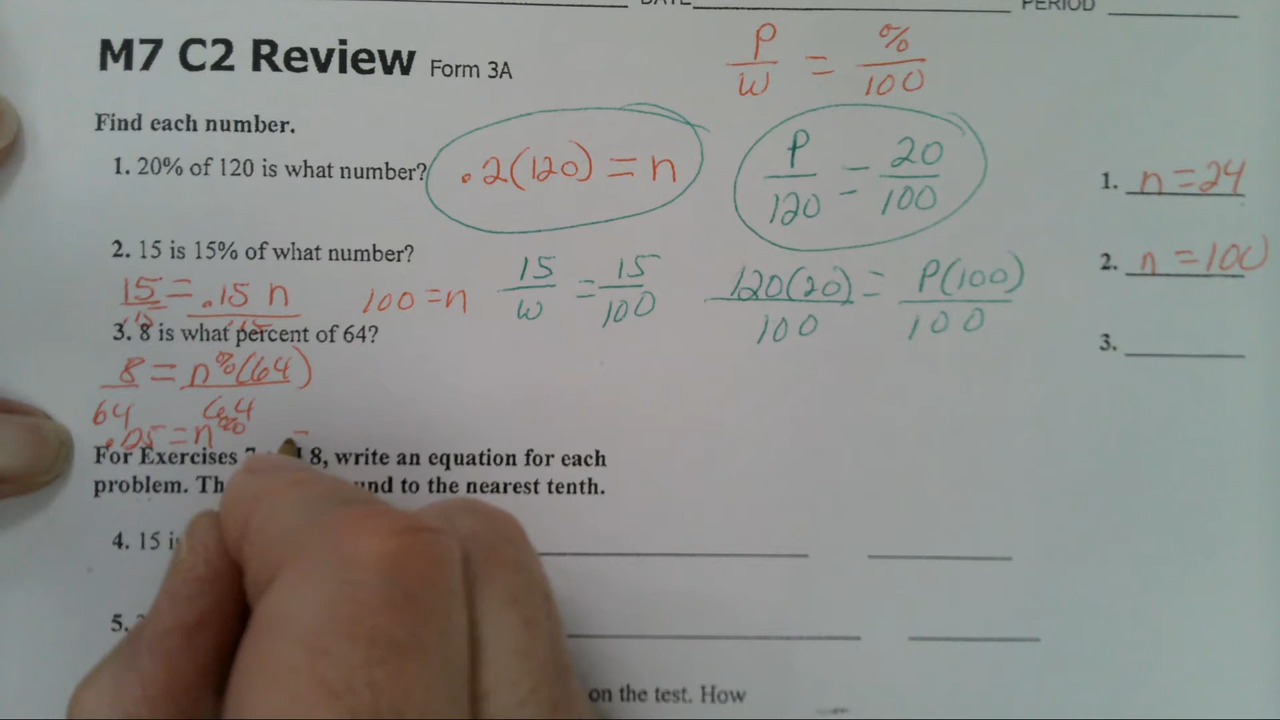 PERIOD
M7 C2 Review Form 3A
P/W = %/100
Find each number.
1. 20% of 120 is what number? .2(120) = n P/120 = 20/100
1. n = 24
2. 15 is 15% of what number?
2. n = 100
15 = .15 n 100 = n 15/W = 15/100 120(20)/100 = P(100)/100
3. 8 is what percent of 64?
3.
8 = n%(64)
64 64
= n%
For Exercises 8, write an equation for each
problem. to the nearest tenth.
4. 15
5.
on the test. How